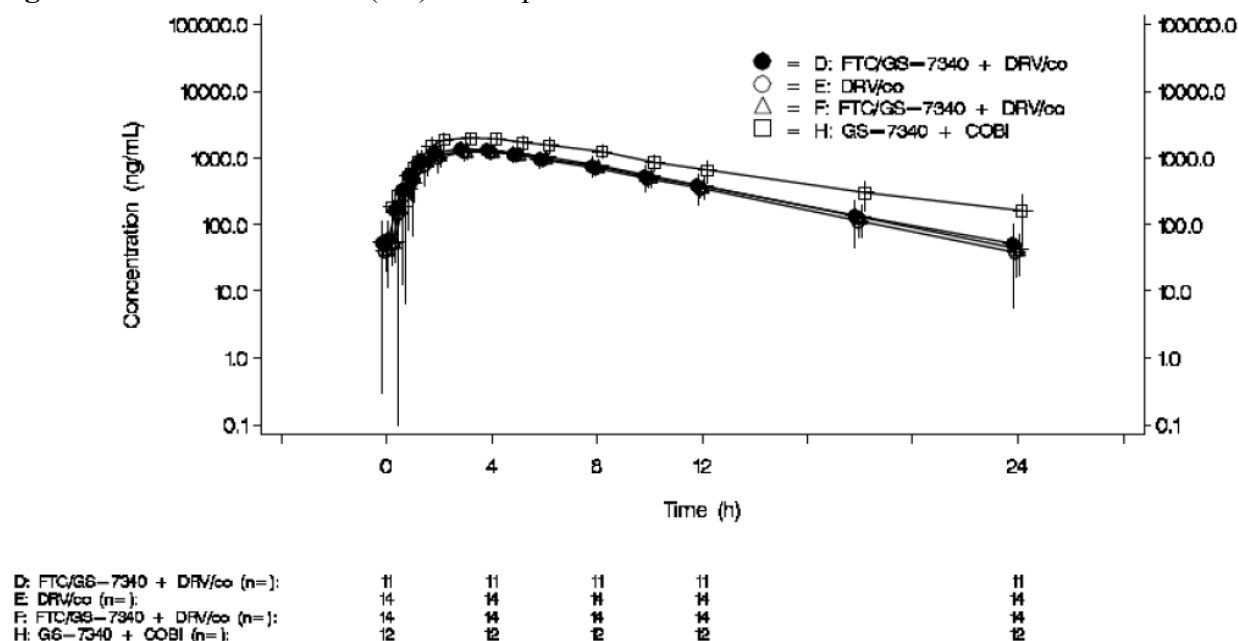 100000.0
10000.0
1000.0
100.0
10.0
1.0
0.1
Concentration (ng/mL)
100000.0
10000.0
1000.0
100.0
10.0
1.0
0.1
= D: FTC/GS-7340 + DRV/co
= E: DRV/co
= F: FTC/GS-7340 + DRV/co
= H: GS-7340 + COBI
0 4 8 12 24
Time (h)
D: FTC/GS-7340 + DRV/co (n=): 11 11 11 11 11
E: DRV/co (n=): 14 14 14 14 14
F: FTC/GS-7340 + DRV/co (n=): 14 14 14 14 14
H: GS-7340 + COBI (n=): 12 12 12 12 12